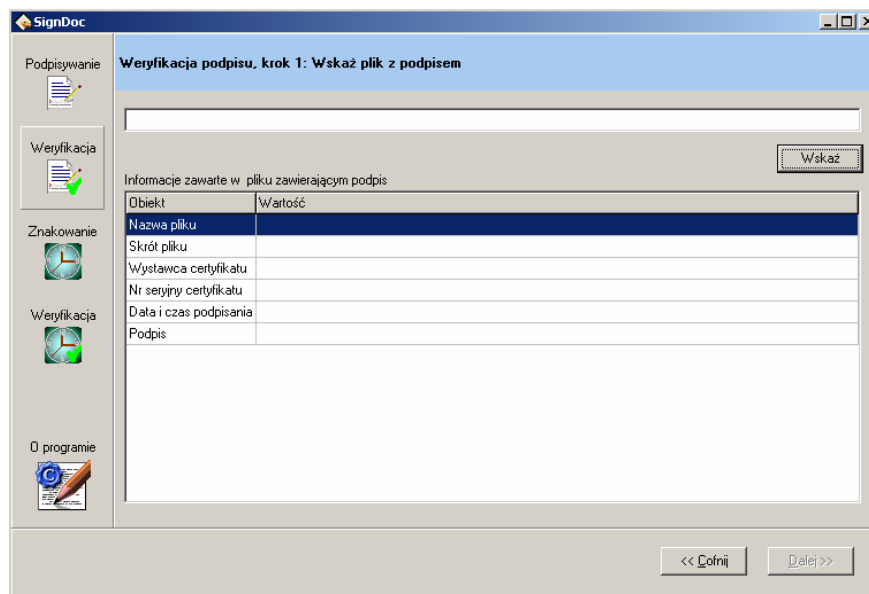 SignDoc
Podpisywanie
Weryfikacja
Znakowanie
Weryfikacja
O programie
Weryfikacja podpisu, krok 1: Wskaż plik z podpisem
Wskaż
Informacje zawarte w pliku zawierającym podpis
Obiekt Wartość
Nazwa pliku
Skrót pliku
Wystawca certyfikatu
Nr seryjny certyfikatu
Data i czas podpisania
Podpis
<< Cofnij Dalej >>